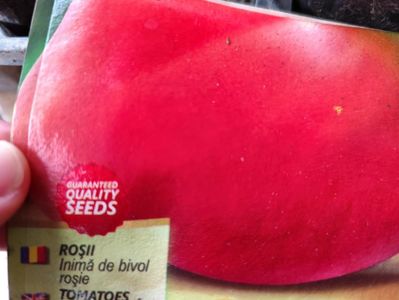 GUARANTEED
QUALITY
SEEDS
ROȘII
Inimă de bivol
roșie
TOMATOES